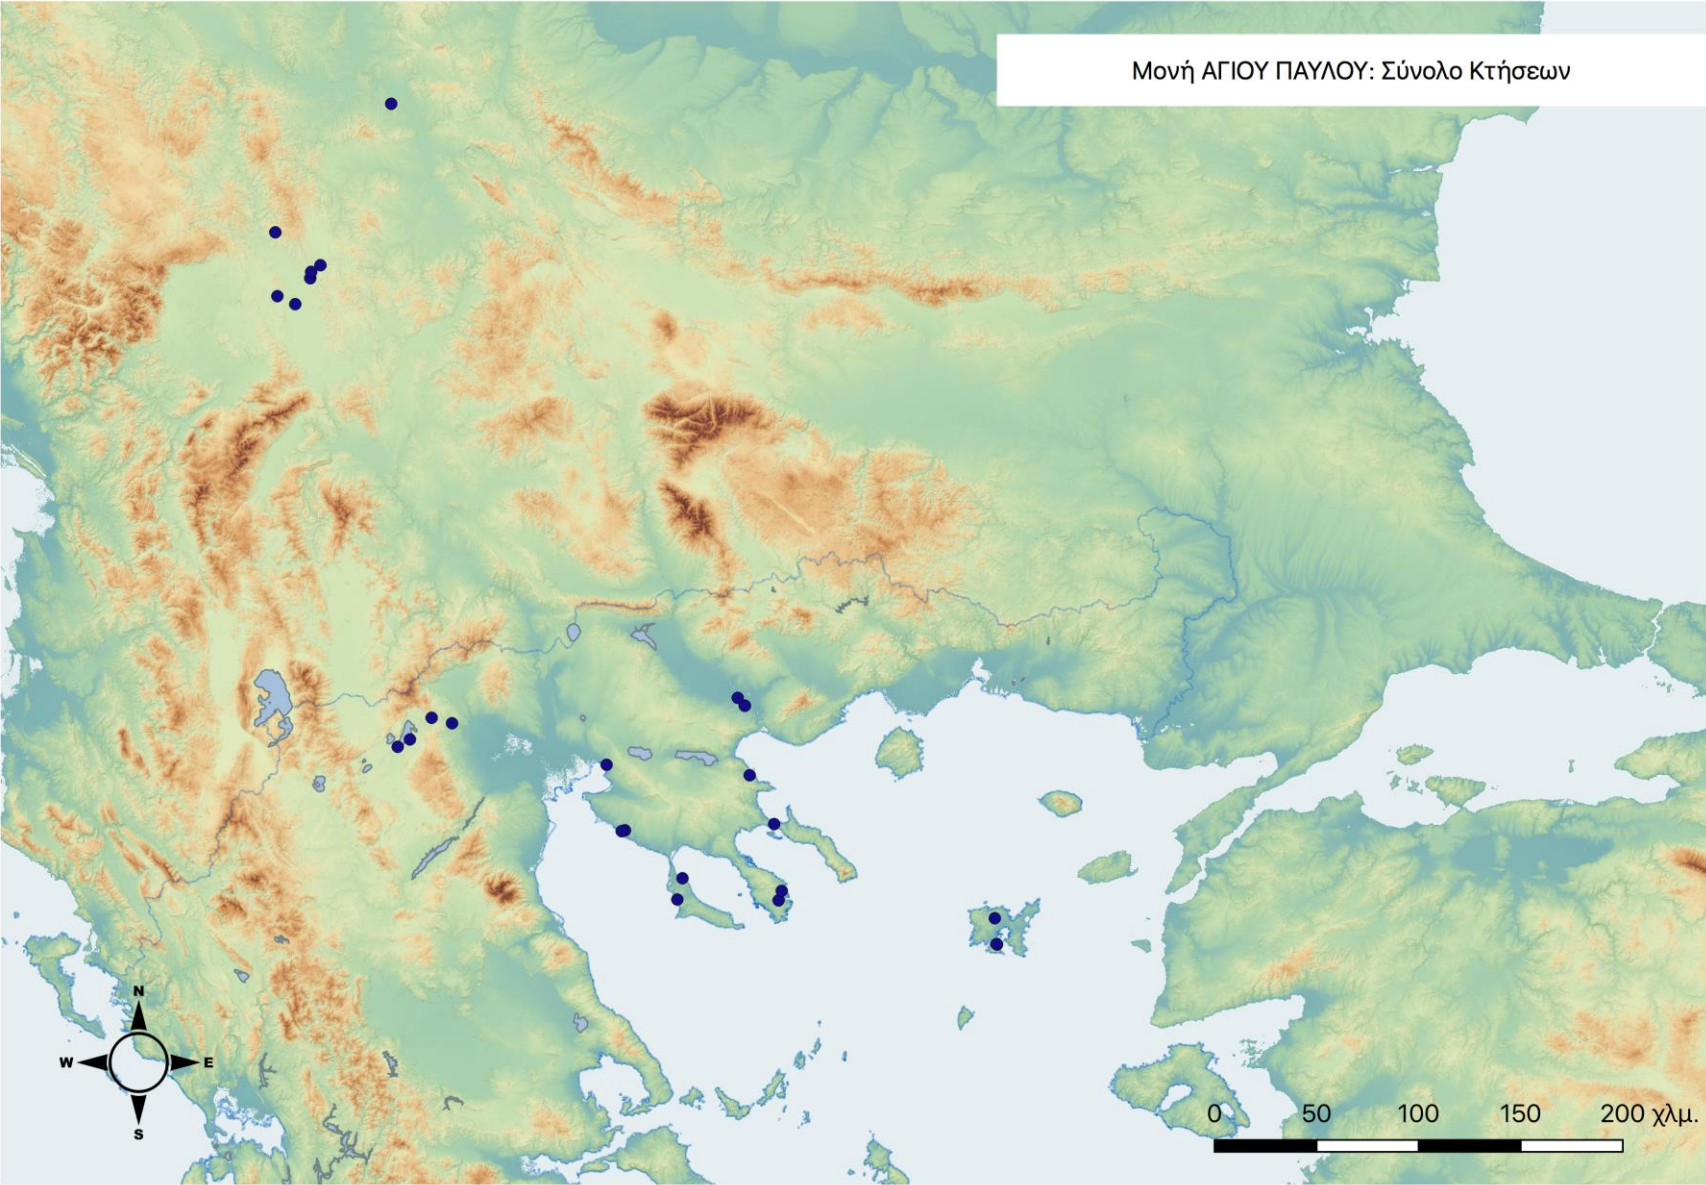 Μονή ΑΓΙΟΥ ΠΑΥΛΟΥ: Σύνολο Κτήσεων
N
W E
S
0 50 100 150 200 χλμ.